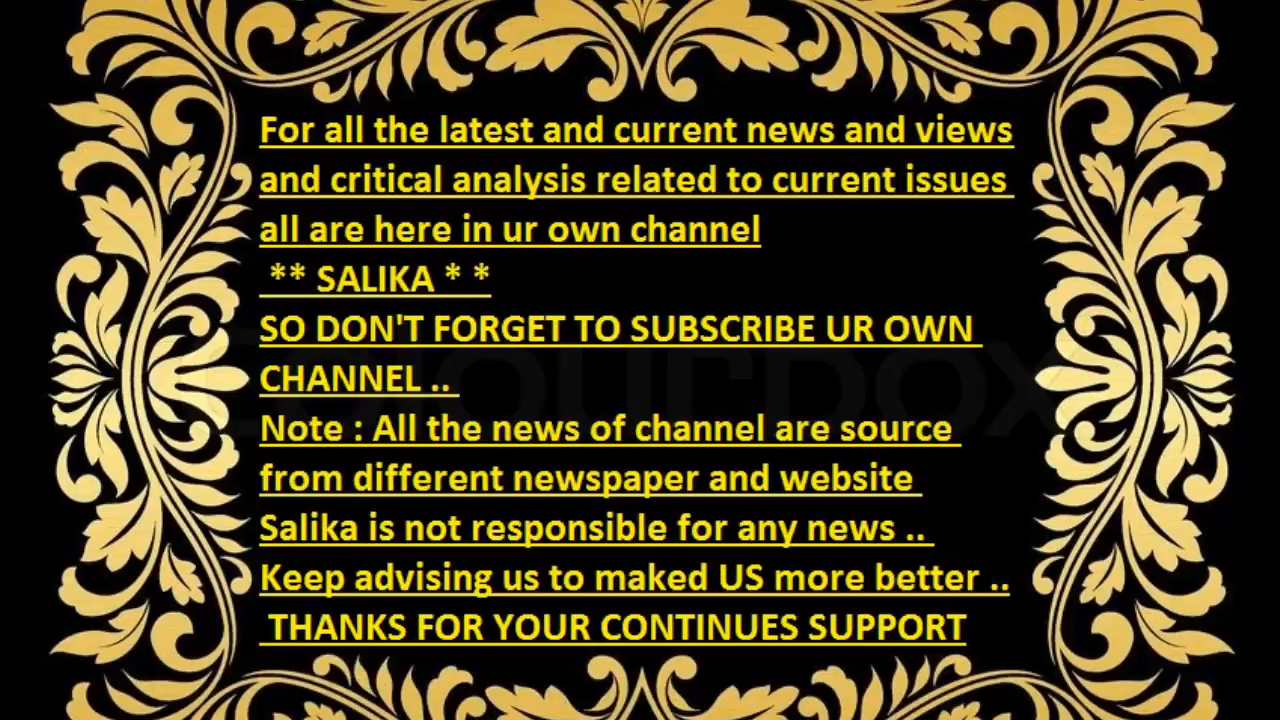 For all the latest and current news and views
and critical analysis related to current issues
all are here in ur own channel
** SALIKA * *
SO DON'T FORGET TO SUBSCRIBE UR OWN
CHANNEL ..
Note : All the news of channel are source
from different newspaper and website
Salika is not responsible for any news ..
Keep advising us to maked US more better ..
THANKS FOR YOUR CONTINUES SUPPORT
colourbox